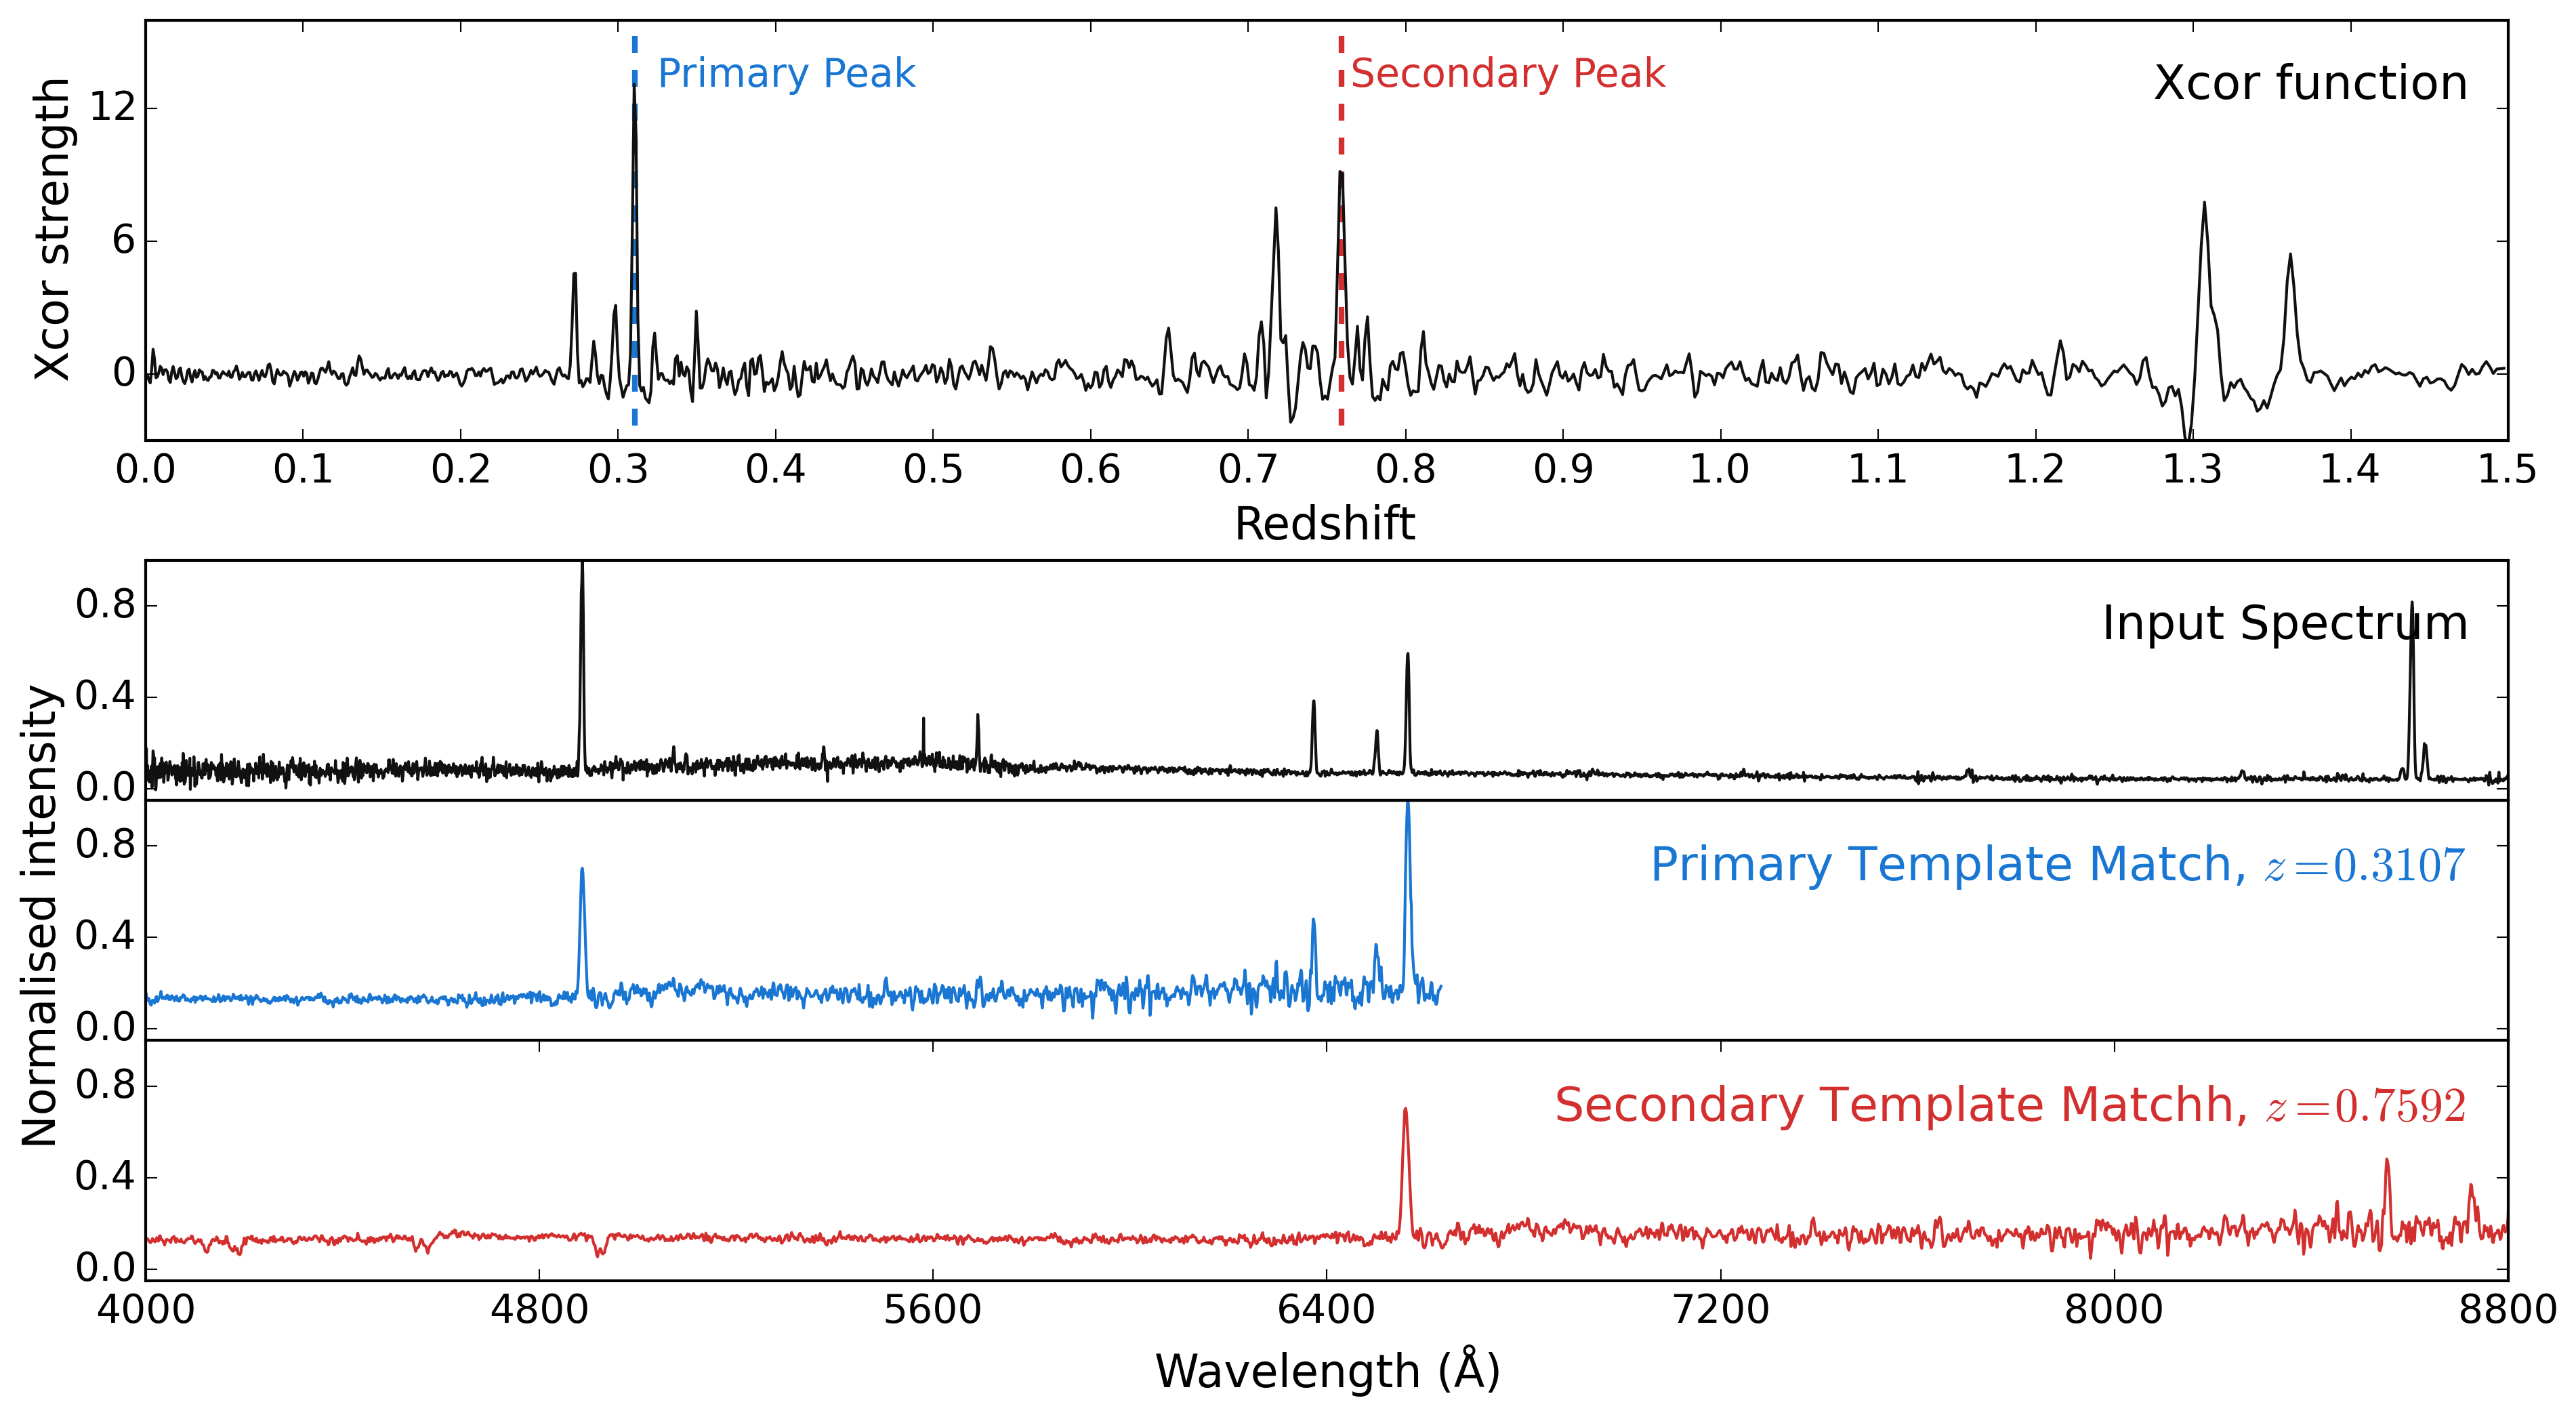 Xcor strength
12
6
0
Primary Peak
Secondary Peak
Xcor function
0.0 0.1 0.2 0.3 0.4 0.5 0.6 0.7 0.8 0.9 1.0 1.1 1.2 1.3 1.4 1.5
Redshift
Normalised intensity
0.8
0.4
0.0
Input Spectrum
0.8
0.4
0.0
Primary Template Match, z=0.3107
0.8
0.4
0.0
Secondary Template Matchh, z=0.7592
4000 4800 5600 6400 7200 8000 8800
Wavelength (Å)